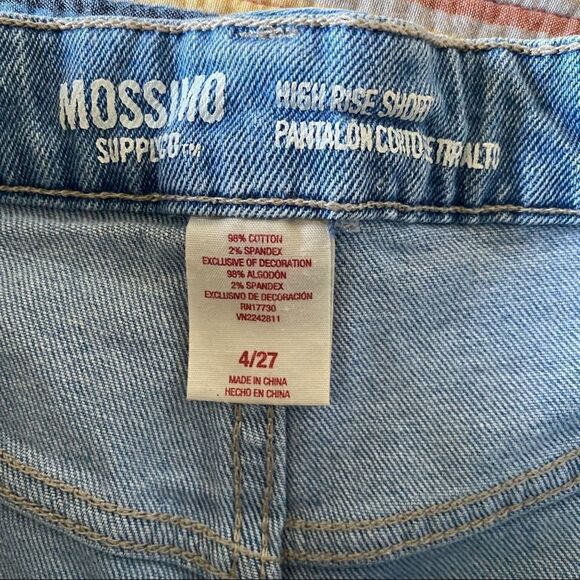 MOSSIMO
SUPPLY CO™
HIGH RISE SHORT
PANTALON CORTO DE TIR ALTO
98% COTTON
2% SPANDEX
EXCLUSIVE OF DECORATION
98% ALGODÓN
2% SPANDEX
EXCLUSIVO DE DECORACIÓN
RN17730
VN2242811
4/27
MADE IN CHINA
HECHO EN CHINA